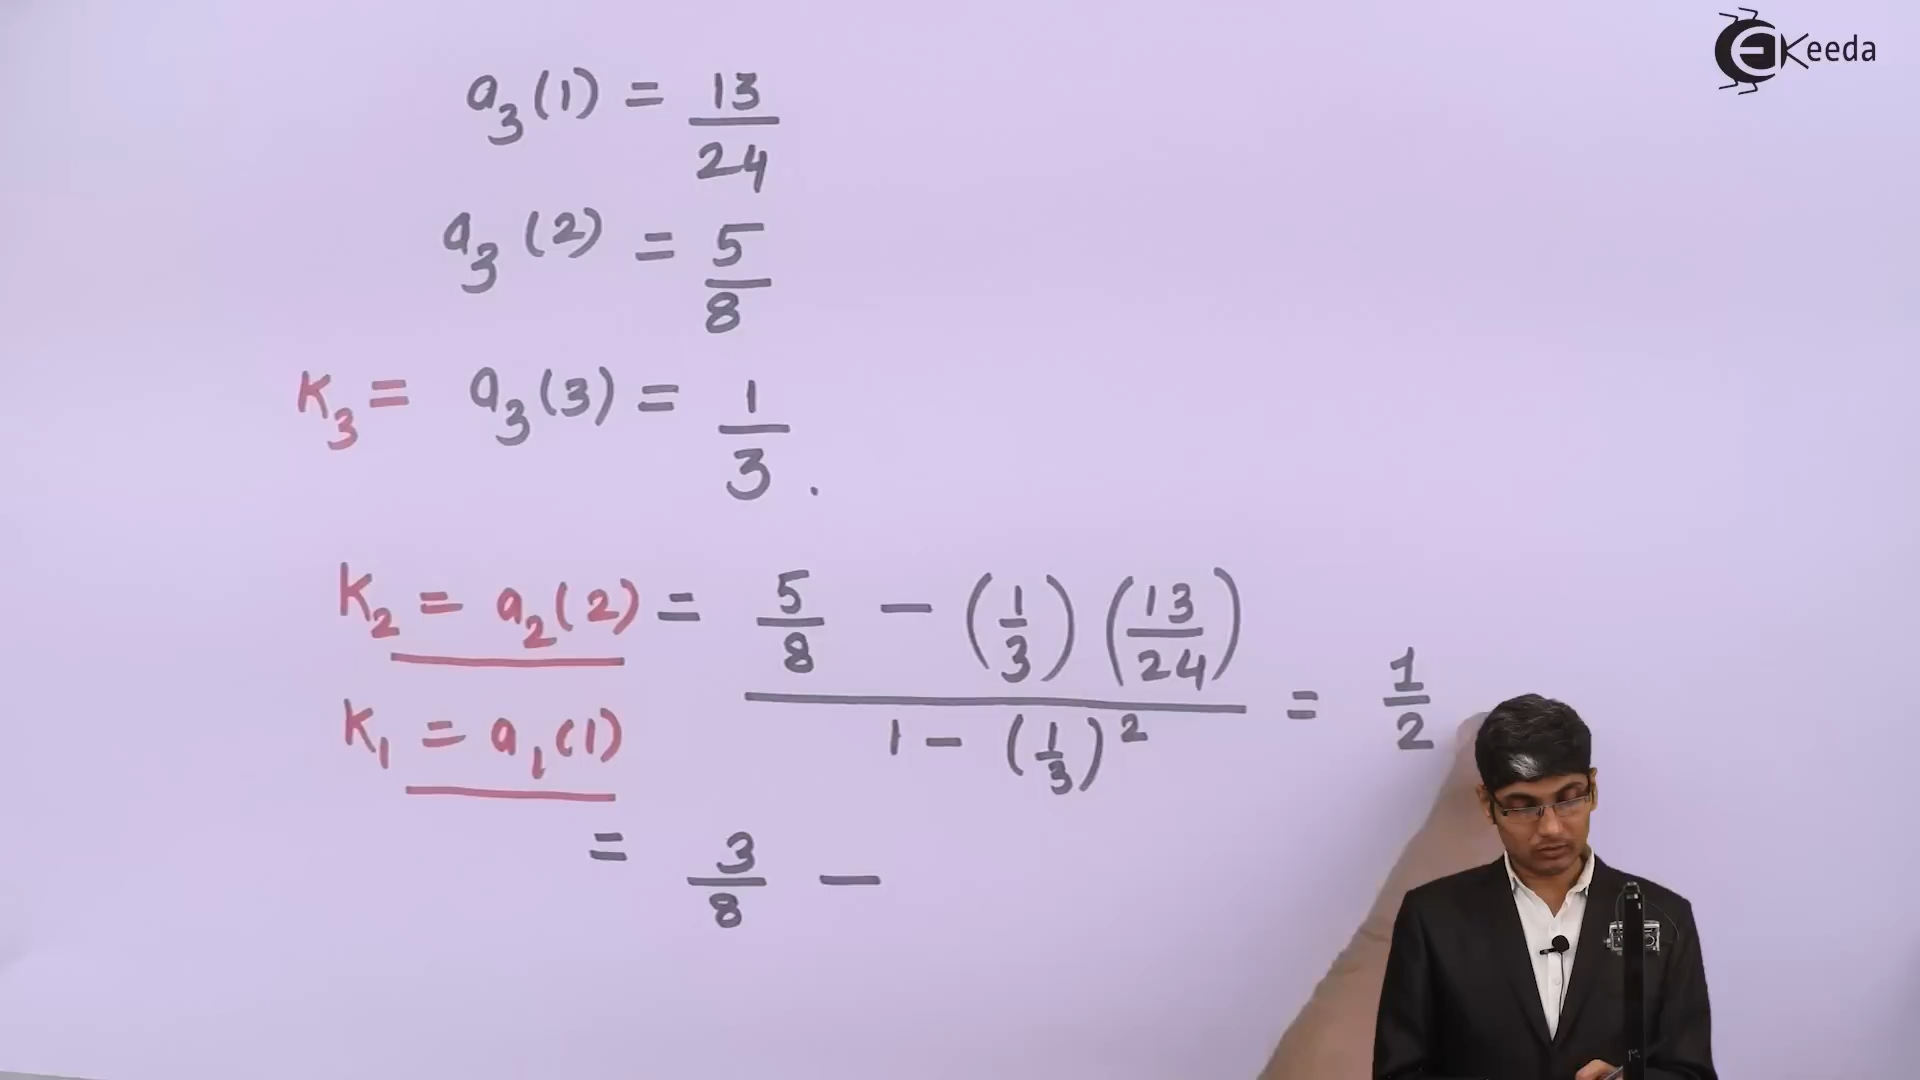 EKeeda
a₃(1) = 13/24
a₃(2) = 5/8
K₃ = a₃(3) = 1/3 .
K₂ = a₂(2) = (5/8 - (1/3)(13/24)) / (1 - (1/3)²) = 1/2
K₁ = a₁(1)
= 3/8 -